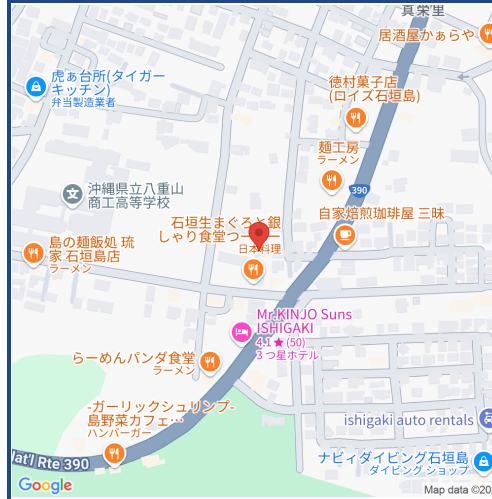 真栄里
居酒屋かぁらや
虎ぁ台所(タイガー
キッチン)
弁当製造業者
徳村菓子店
(ロイズ石垣島)
麺工房
ラーメン
390
沖縄県立八重山
商工高等学校
石垣生まぐろと銀
しゃり食堂つー
日本料理
自家焙煎珈琲屋 三昧
島の麺飯処 琉
家 石垣島店
ラーメン
Mr.KINJO Suns
ISHIGAKI
4.1★(50)
3 つ星ホテル
らーめんパンダ食堂
ラーメン
-ガーリックシュリンプ-
島野菜カフェ…
ハンバーガー
ishigaki auto rentals
Nat'l Rte 390
ナビィダイビング石垣島
ダイビング ショップ
Google
Map data ©20